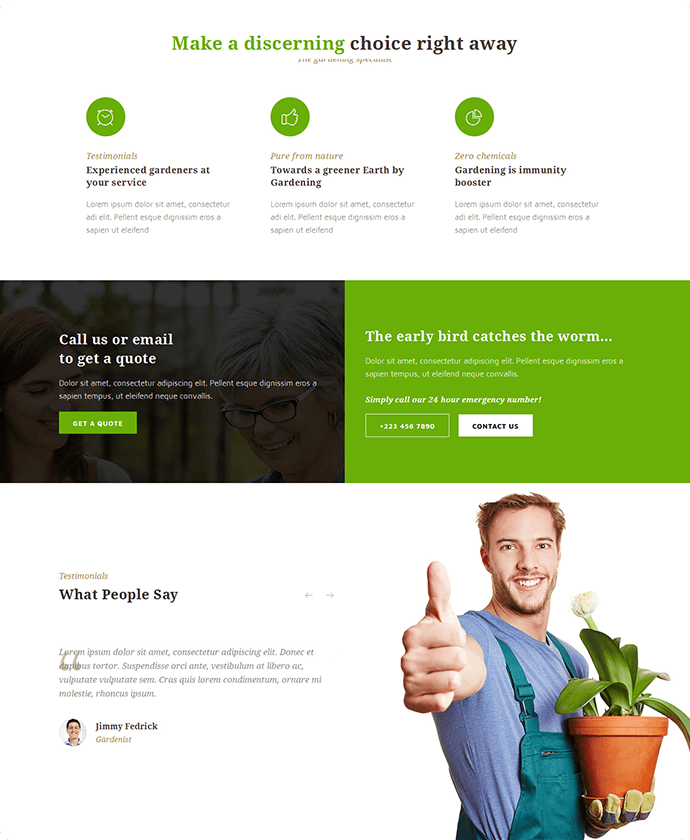 Make a discerning choice right away
The gardening specialist
Testimonials
Experienced gardeners at
your service
Lorem ipsum dolor sit amet, consectetur
adi elit. Pellent esque dignissim eros a
sapien ut eleifend
Pure from nature
Towards a greener Earth by
Gardening
Lorem ipsum dolor sit amet, consectetur
adi elit. Pellent esque dignissim eros a
sapien ut eleifend
Zero chemicals
Gardening is immunity
booster
Lorem ipsum dolor sit amet, consectetur
adi elit. Pellent esque dignissim eros a
sapien ut eleifend
Call us or email
to get a quote
Dolor sit amet, consectetur adipiscing elit. Pellent esque dignissim eros a
sapien tempus, ut eleifend neque convallis.
GET A QUOTE
The early bird catches the worm...
Dolor sit amet, consectetur adipiscing elit. Pellent esque dignissim eros a
sapien tempus, ut eleifend neque convallis.
Simply call our 24 hour emergency number!
+223 456 7890
CONTACT US
Testimonials
What People Say
“
Lorem ipsum dolor sit amet, consectetur adipiscing elit. Donec et
dapibus tortor. Suspendisse orci ante, vestibulum at libero ac,
vulputate vulputate sem. Cras quis lorem condimentum, ornare mi
molestie, rhoncus ipsum.
Jimmy Fedrick
Gardenist